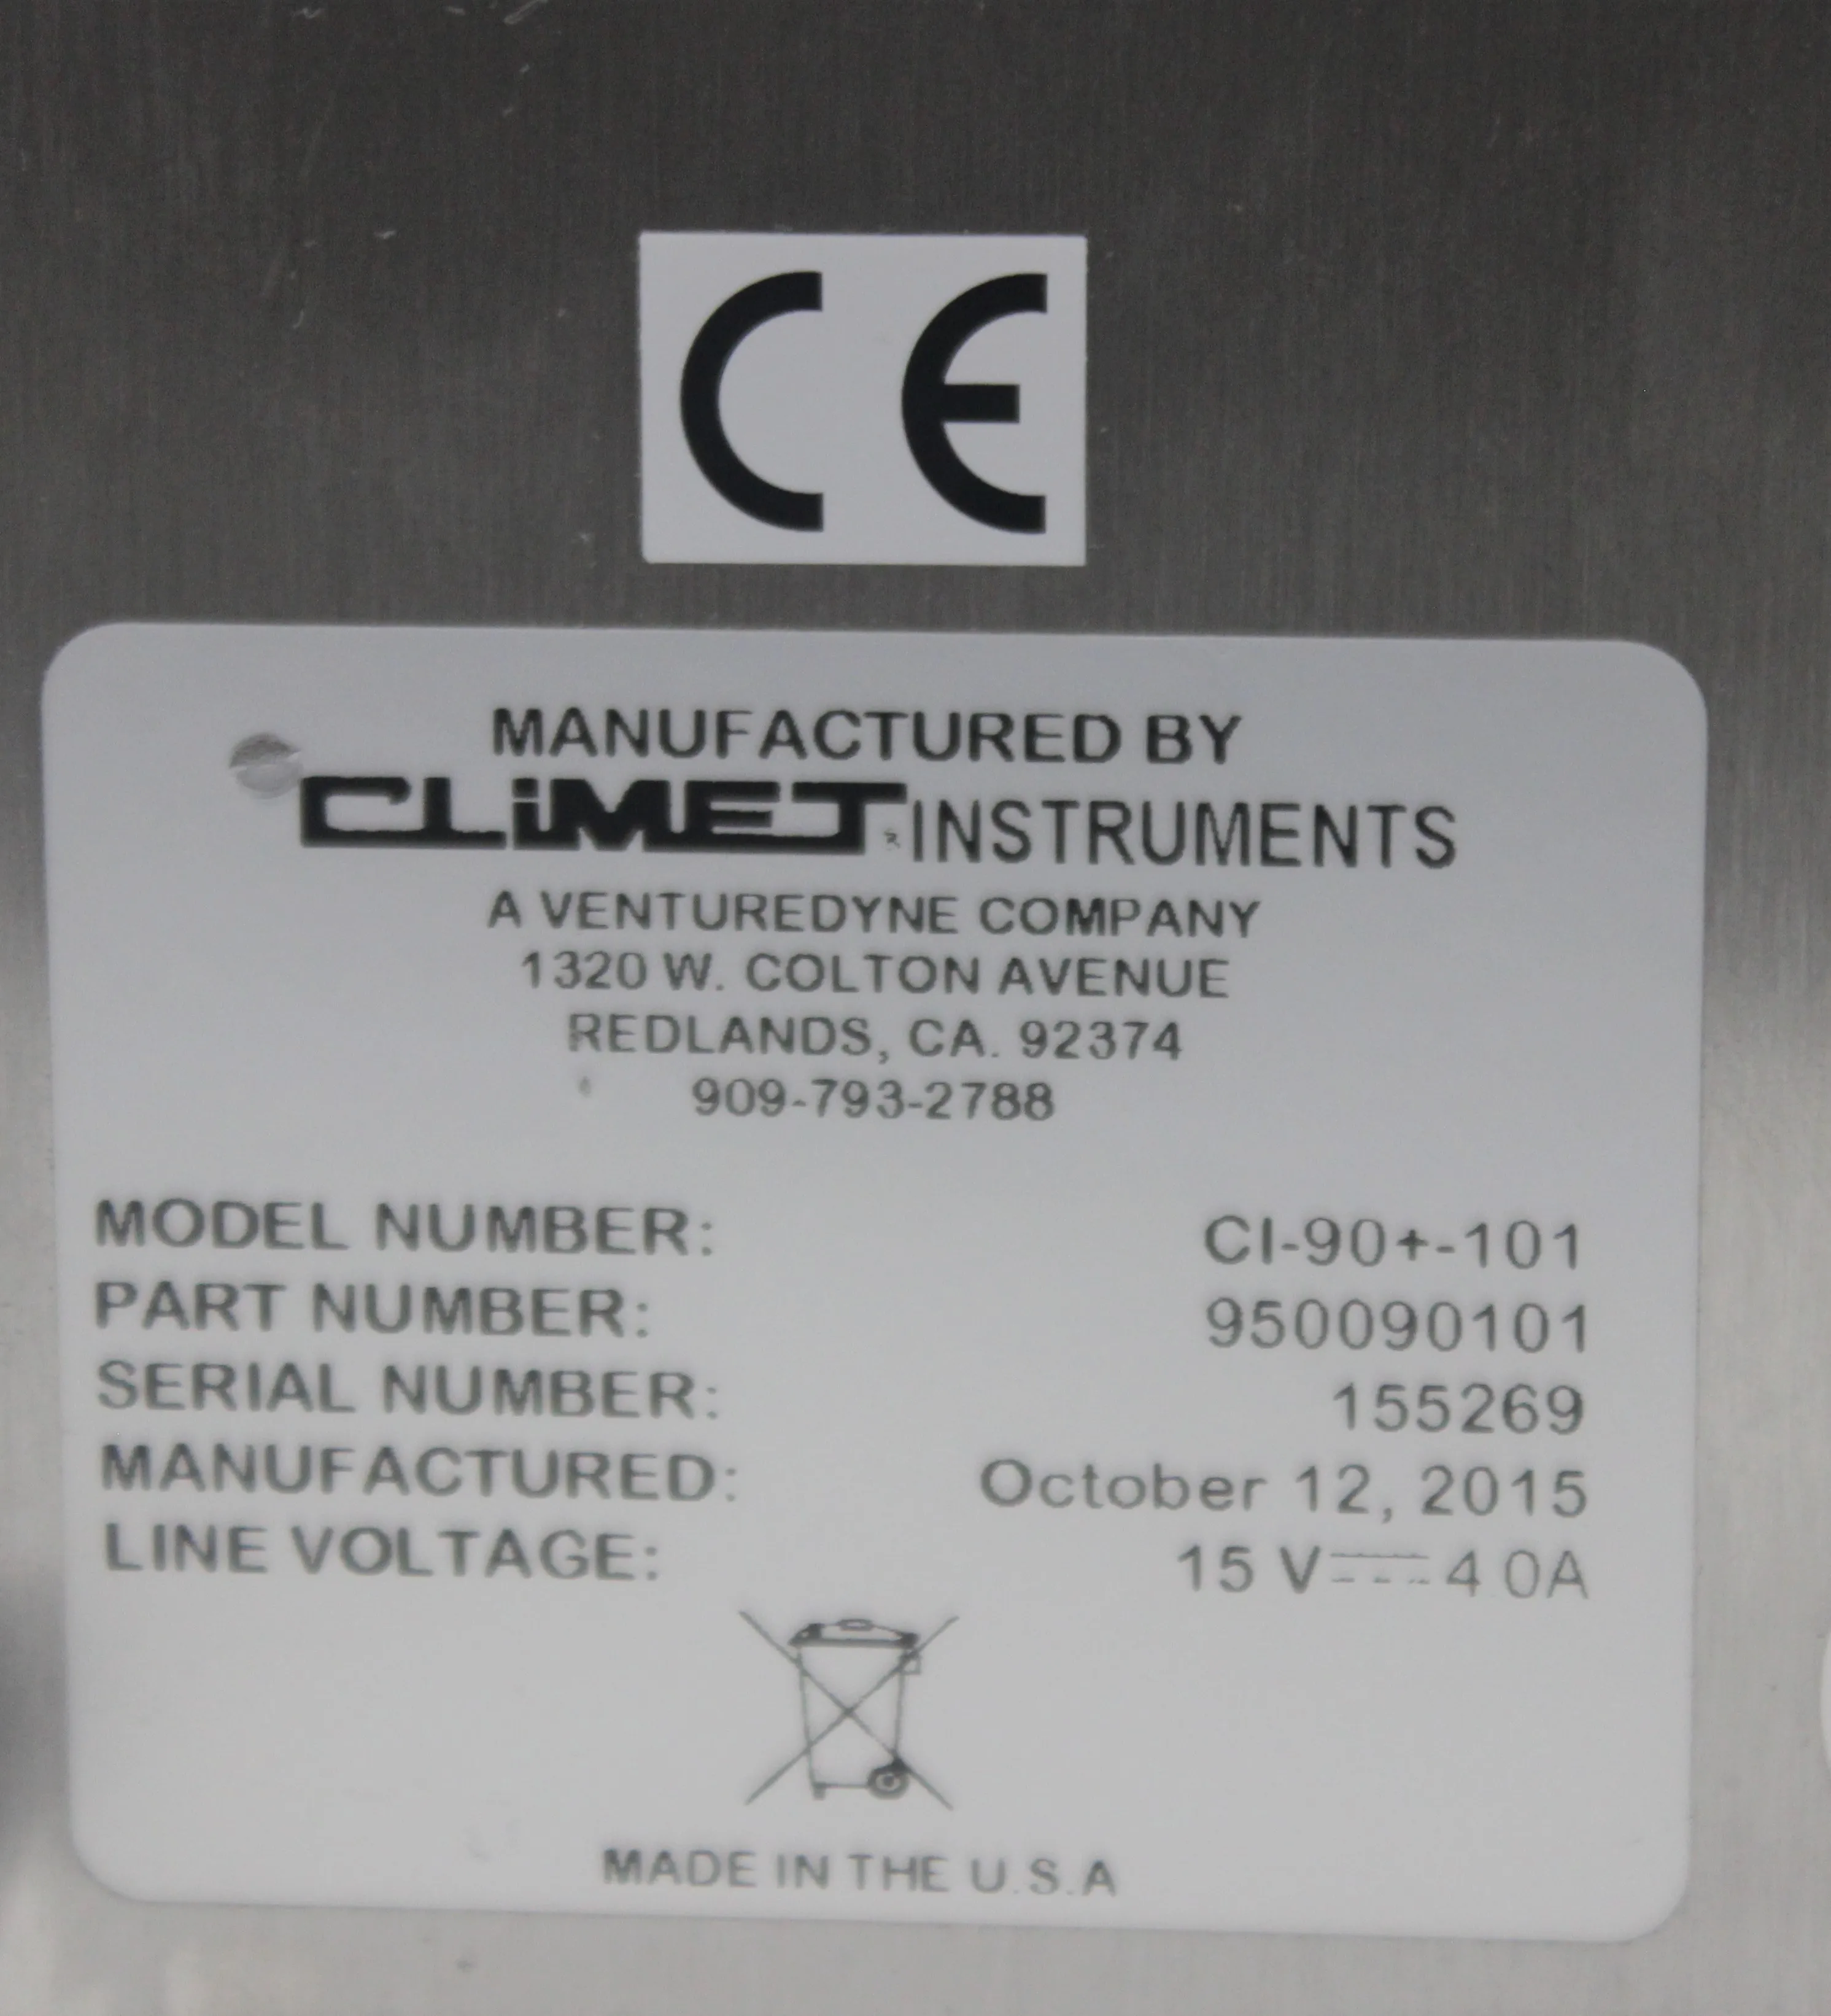 CE
MANUFACTURED BY
CLiMET® INSTRUMENTS
A VENTUREDYNE COMPANY
1320 W. COLTON AVENUE
REDLANDS, CA. 92374
909-793-2788
MODEL NUMBER: CI-90+-101
PART NUMBER: 950090101
SERIAL NUMBER: 155269
MANUFACTURED: October 12, 2015
LINE VOLTAGE: 15 V⎓4.0A
MADE IN THE U.S.A